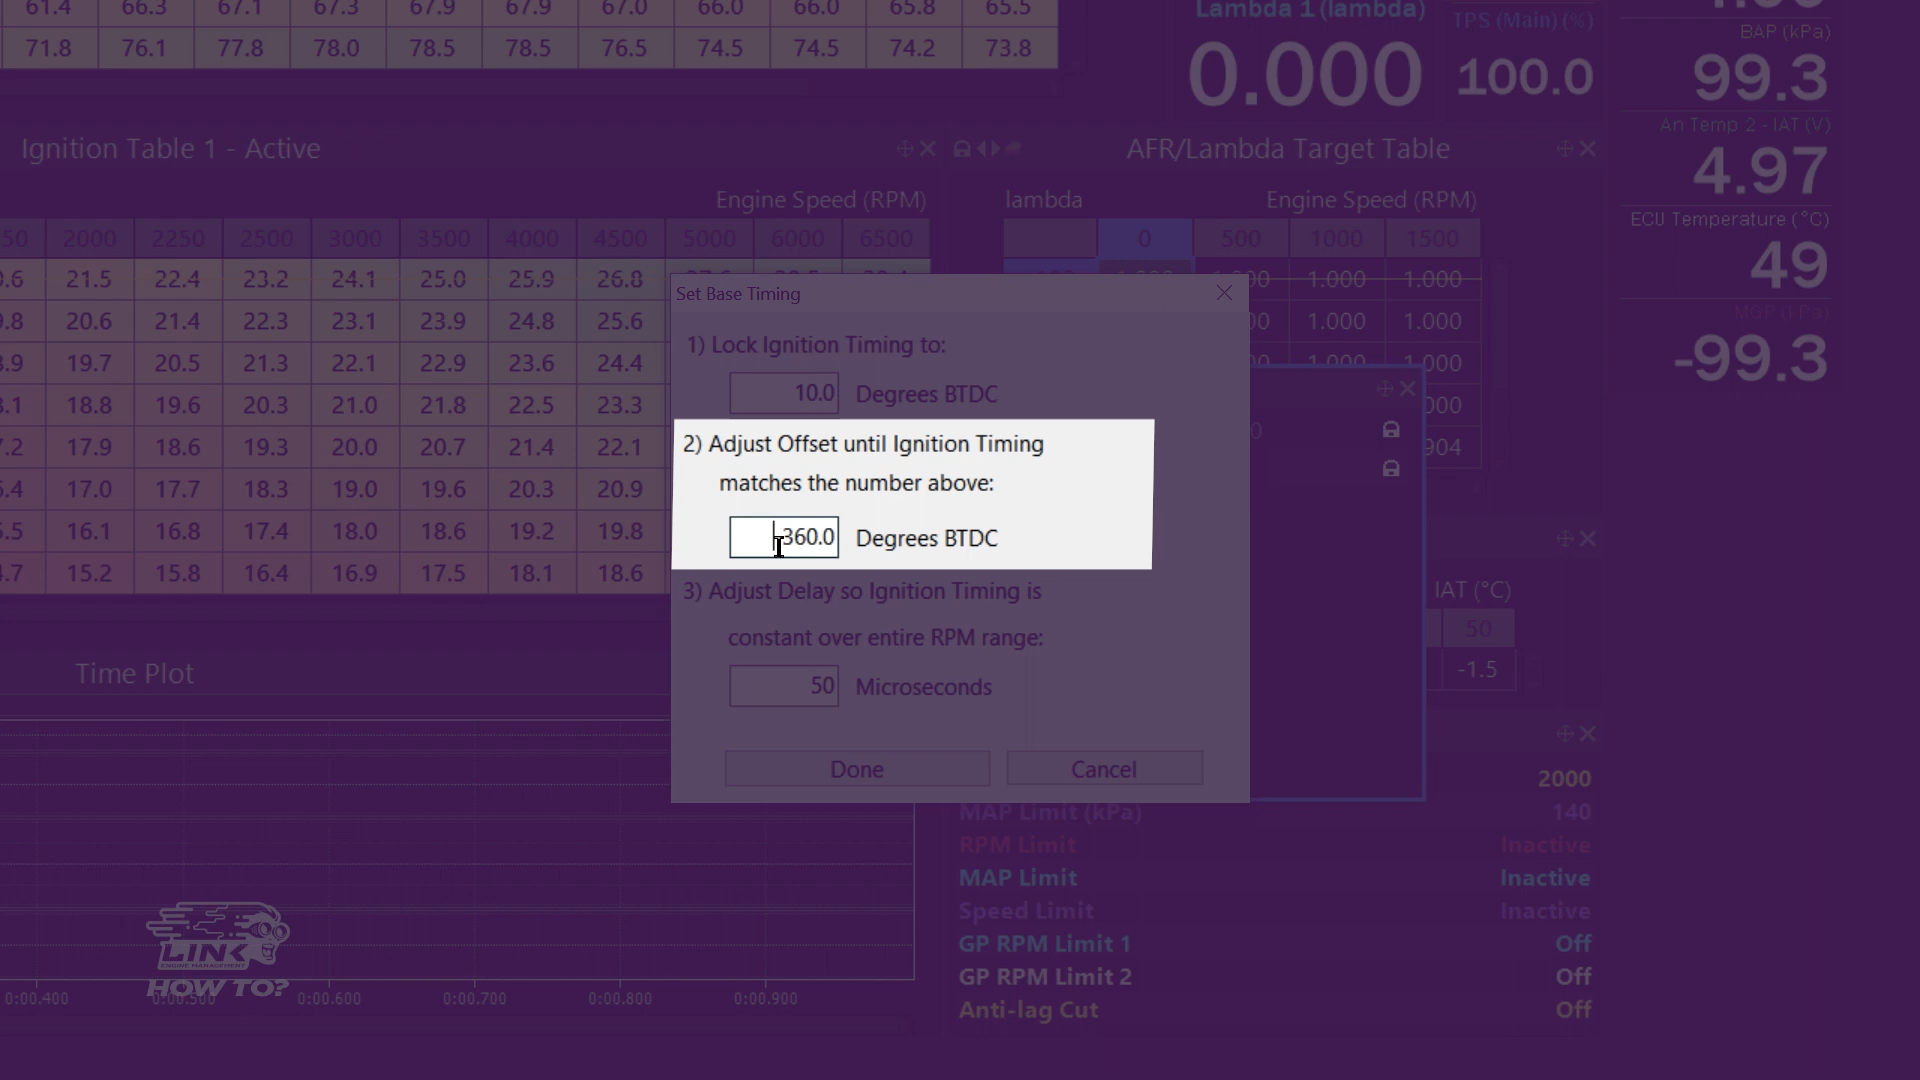 61.4 66.3 67.1 67.3 67.9 67.9 67.0 66.0 66.0 65.8 65.5
71.8 76.1 77.8 78.0 78.5 78.5 76.5 74.5 74.5 74.2 73.8
Lambda 1 (lambda)
0.000
TPS (Main) (%)
100.0
BAP (kPa)
99.3
An Temp 2 - IAT (V)
4.97
ECU Temperature (°C)
49
MGP (kPa)
-99.3
Ignition Table 1 - Active
Engine Speed (RPM)
2000 2250 2500 3000 3500 4000 4500 5000 6000 6500
21.5 22.4 23.2 24.1 25.0 25.9 26.8
20.6 21.4 22.3 23.1 23.9 24.8 25.6
19.7 20.5 21.3 22.1 22.9 23.6 24.4
18.8 19.6 20.3 21.0 21.8 22.5 23.3
17.9 18.6 19.3 20.0 20.7 21.4 22.1
17.0 17.7 18.3 19.0 19.6 20.3 20.9
16.1 16.8 17.4 18.0 18.6 19.2 19.8
15.2 15.8 16.4 16.9 17.5 18.1 18.6
AFR/Lambda Target Table
lambda Engine Speed (RPM)
0 500 1000 1500
1.000 1.000
1.000 1.000
1.000 1.000
Set Base Timing
1) Lock Ignition Timing to:
10.0 Degrees BTDC
2) Adjust Offset until Ignition Timing
matches the number above:
-360.0 Degrees BTDC
3) Adjust Delay so Ignition Timing is
constant over entire RPM range:
50 Microseconds
Done Cancel
IAT (°C)
50
-1.5
Time Plot
0:00.400 0:00.500 0:00.600 0:00.700 0:00.800 0:00.900
2000
MAP Limit (kPa) 140
RPM Limit Inactive
MAP Limit Inactive
Speed Limit Inactive
GP RPM Limit 1 Off
GP RPM Limit 2 Off
Anti-lag Cut Off
LINK
ENGINE MANAGEMENT
HOW TO?